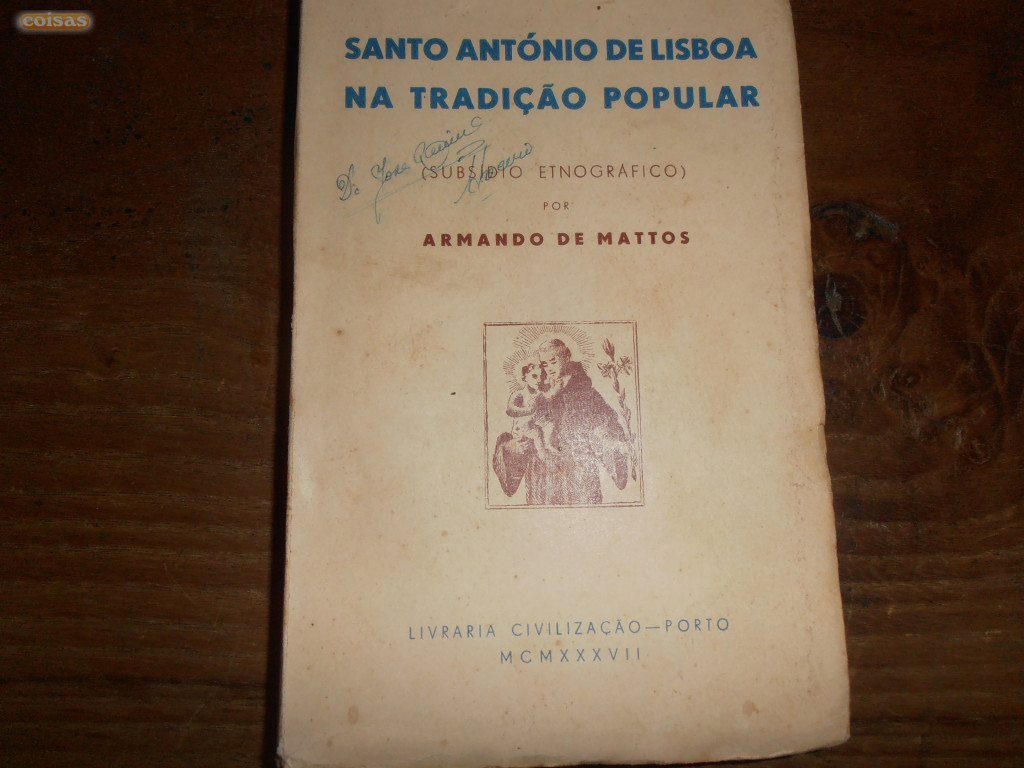 coisas
SANTO ANTÓNIO DE LISBOA
NA TRADIÇÃO POPULAR
(SUBSÍDIO ETNOGRÁFICO)
POR
ARMANDO DE MATTOS
LIVRARIA CIVILIZAÇÃO—PORTO
MCMXXXVII